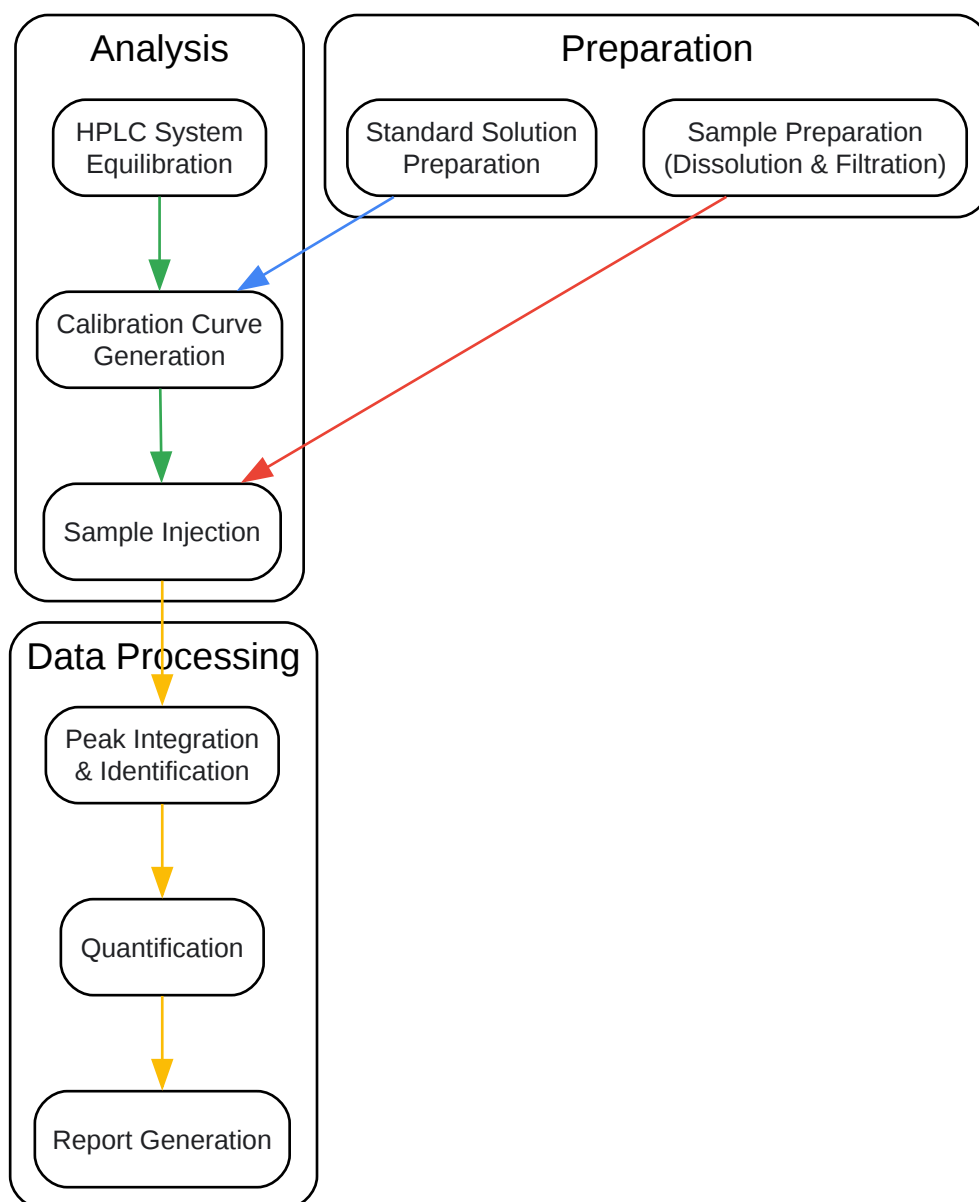 Analysis
HPLC System
Equilibration
Calibration Curve
Generation
Sample Injection
Preparation
Standard Solution
Preparation
Sample Preparation
(Dissolution & Filtration)
Data Processing
Peak Integration
& Identification
Quantification
Report Generation